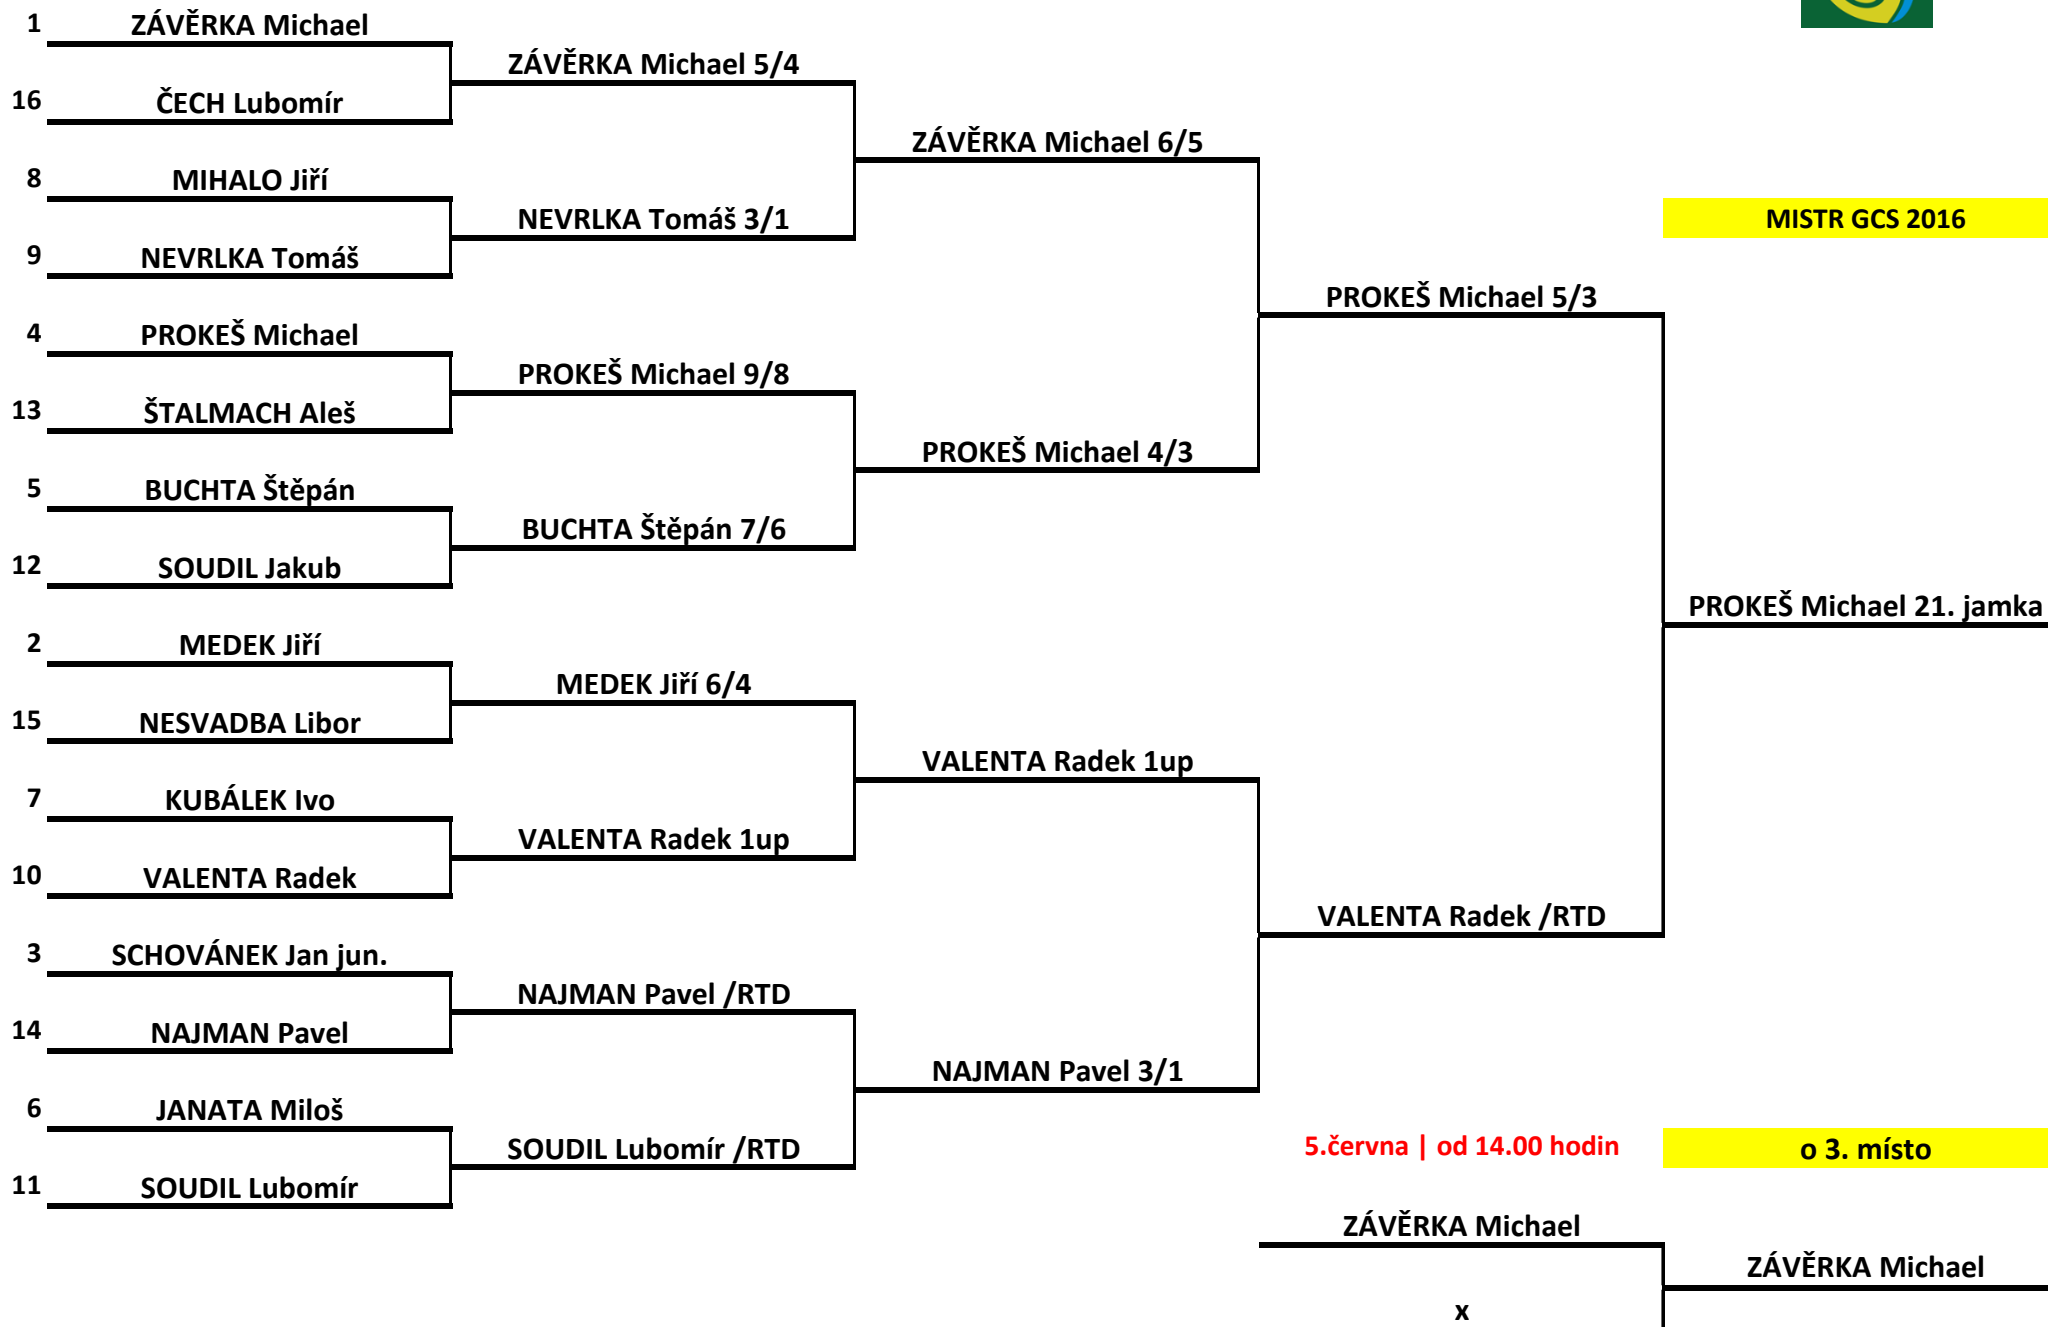 1 ZÁVĚRKA Michael
ZÁVĚRKA Michael 5/4
16 ČECH Lubomír
ZÁVĚRKA Michael 6/5
8 MIHALO Jiří
NEVRLKA Tomáš 3/1
MISTR GCS 2016
9 NEVRLKA Tomáš
PROKEŠ Michael 5/3
4 PROKEŠ Michael
PROKEŠ Michael 9/8
13 ŠTALMACH Aleš
PROKEŠ Michael 4/3
5 BUCHTA Štěpán
BUCHTA Štěpán 7/6
12 SOUDIL Jakub
PROKEŠ Michael 21. jamka
2 MEDEK Jiří
MEDEK Jiří 6/4
15 NESVADBA Libor
VALENTA Radek 1up
7 KUBÁLEK Ivo
VALENTA Radek 1up
10 VALENTA Radek
VALENTA Radek /RTD
3 SCHOVÁNEK Jan jun.
NAJMAN Pavel /RTD
14 NAJMAN Pavel
NAJMAN Pavel 3/1
6 JANATA Miloš
SOUDIL Lubomír /RTD
5.června | od 14.00 hodin
o 3. místo
11 SOUDIL Lubomír
ZÁVĚRKA Michael
ZÁVĚRKA Michael
x